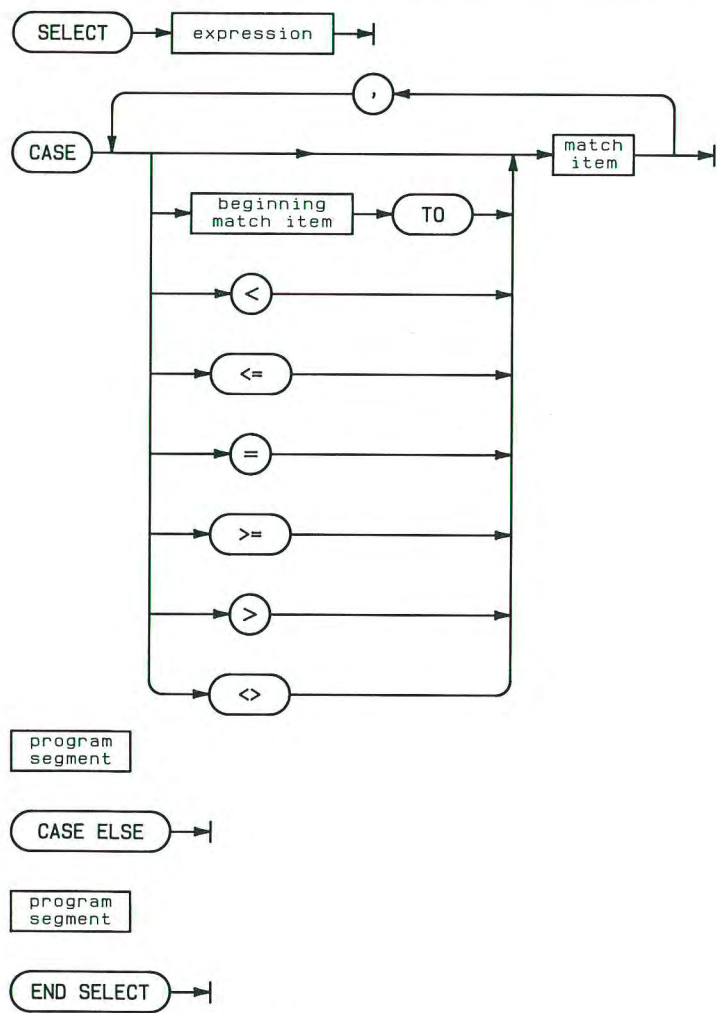 SELECT expression
,
CASE match
item
beginning
match item TO
<
<=
=
>=
>
<>
program
segment
CASE ELSE
program
segment
END SELECT